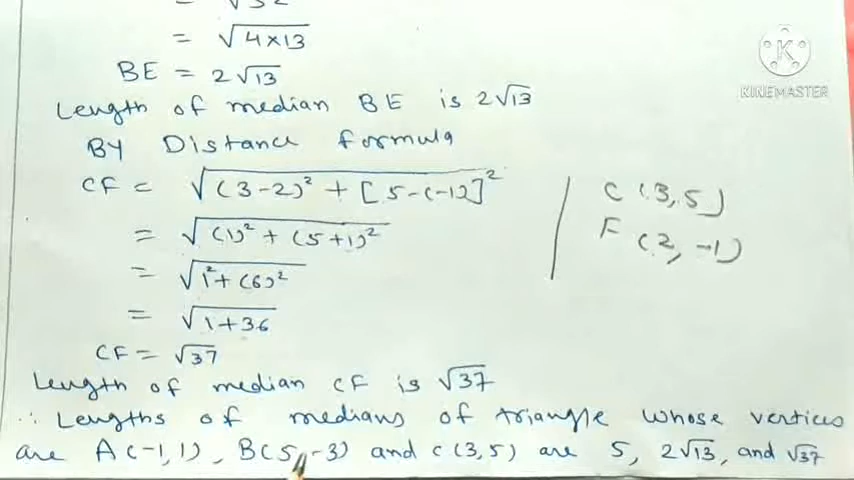 = √52
= √4×13
BE = 2√13
Length of median BE is 2√13
By Distance formula
CF = √(3-2)² + [5-(-1)]²
= √(1)² + (5+1)²
= √1²+(6)²
= √1+36
CF = √37
Length of median CF is √37
∴ Lengths of medians of triangle whose vertices
are A(-1,1), B(5,-3) and C(3,5) are 5, 2√13, and √37
C (3,5)
F (2,-1)
K
KINEMASTER